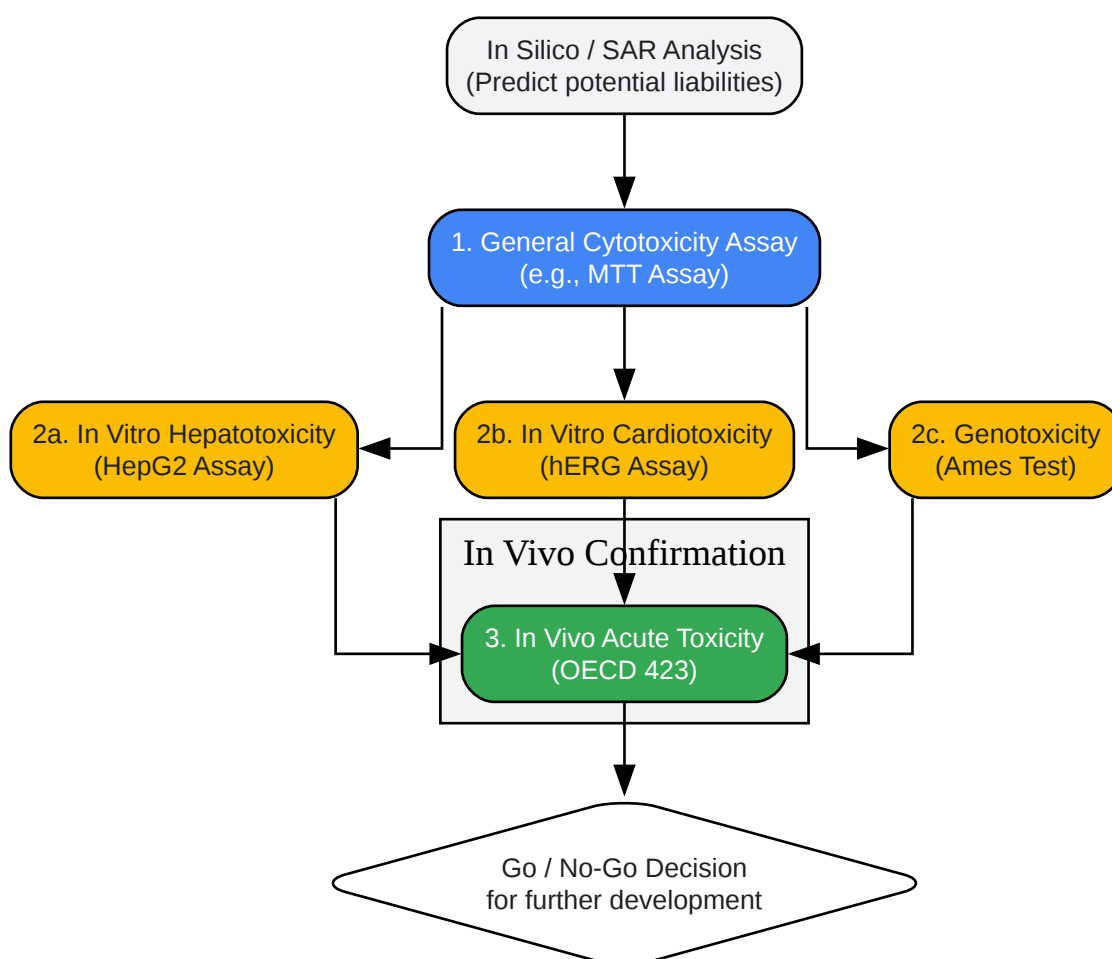 In Silico / SAR Analysis
(Predict potential liabilities)
1. General Cytotoxicity Assay
(e.g., MTT Assay)
2a. In Vitro Hepatotoxicity
(HepG2 Assay)
2b. In Vitro Cardiotoxicity
(hERG Assay)
2c. Genotoxicity
(Ames Test)
In Vivo Confirmation
3. In Vivo Acute Toxicity
(OECD 423)
Go / No-Go Decision
for further development